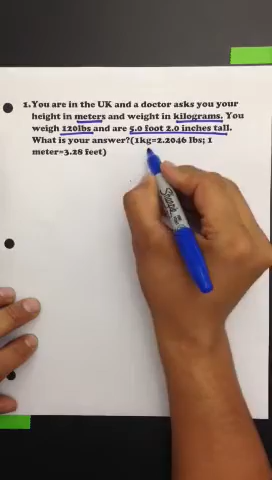 1. You are in the UK and a doctor asks you your
height in meters and weight in kilograms. You
weigh 120lbs and are 5.0 foot 2.0 inches tall.
What is your answer?(1kg=2.2046 lbs; 1
meter=3.28 feet)
Sharpie